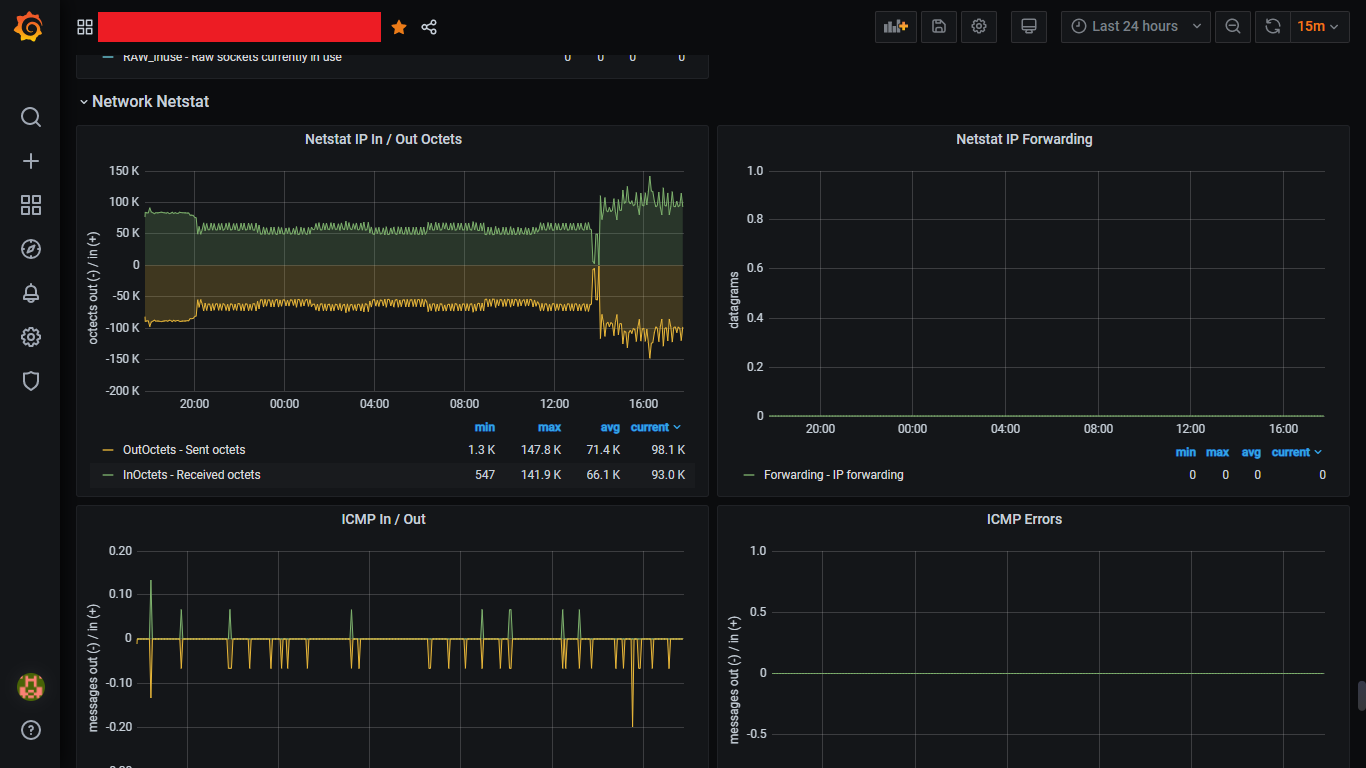 Last 24 hours
15m
RAW_inuse - Raw sockets currently in use 0 0 0 0
Network Netstat
Netstat IP In / Out Octets
150 K
100 K
50 K
0
-50 K
-100 K
-150 K
-200 K
octects out (-) / in (+)
20:00 00:00 04:00 08:00 12:00 16:00
min max avg current
OutOctets - Sent octets 1.3 K 147.8 K 71.4 K 98.1 K
InOctets - Received octets 547 141.9 K 66.1 K 93.0 K
Netstat IP Forwarding
1.0
0.8
0.6
0.4
0.2
0
datagrams
20:00 00:00 04:00 08:00 12:00 16:00
min max avg current
Forwarding - IP forwarding 0 0 0 0
ICMP In / Out
0.20
0.10
0
-0.10
-0.20
messages out (-) / in (+)
ICMP Errors
1.0
0.5
0
-0.5
messages out (-) / in (+)